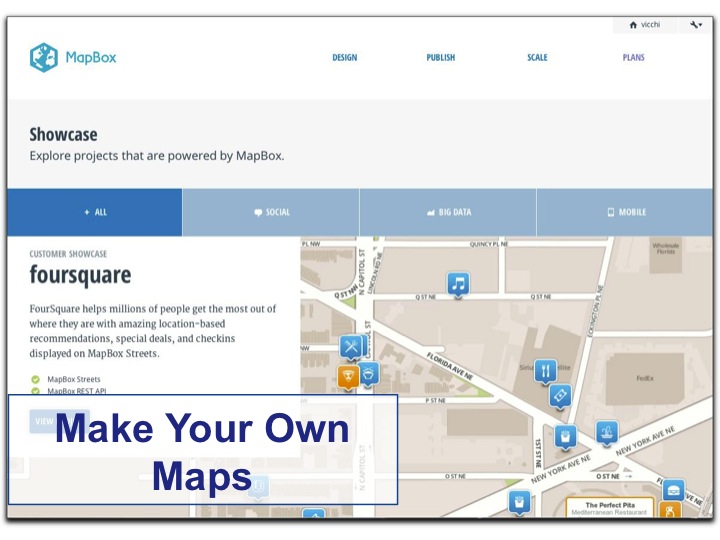 vicchi
MapBox
DESIGN
PUBLISH
SCALE
PLANS
Showcase
Explore projects that are powered by MapBox.
+ ALL
SOCIAL
BIG DATA
MOBILE
CUSTOMER SHOWCASE
foursquare
FourSquare helps millions of people get the most out of
where they are with amazing location-based
recommendations, special deals, and checkins
displayed on MapBox Streets.
MapBox Streets
MapBox REST API
VIEW
Make Your Own
Maps
PL NW
QUINCY PL NE
Wholesale
Florists
N CAPITOL ST
LINCOLN RD NE
Q ST NW
Q ST NE
Q ST NE
ECKINGTON PL NE
NW
FLORIDA AVE NE
FedEx
P ST NE
1ST ST NE
NEW YORK AVE NE
NEW YORK AVE NE
N CAPITOL ST
O ST NE
O ST NE →
The Perfect Pita
Mediterranean Restaurant